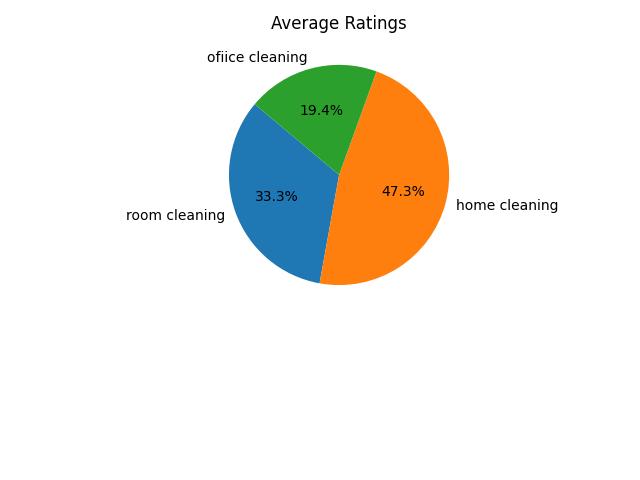 Average Ratings
ofiice cleaning
19.4%
33.3%
47.3%
room cleaning
home cleaning